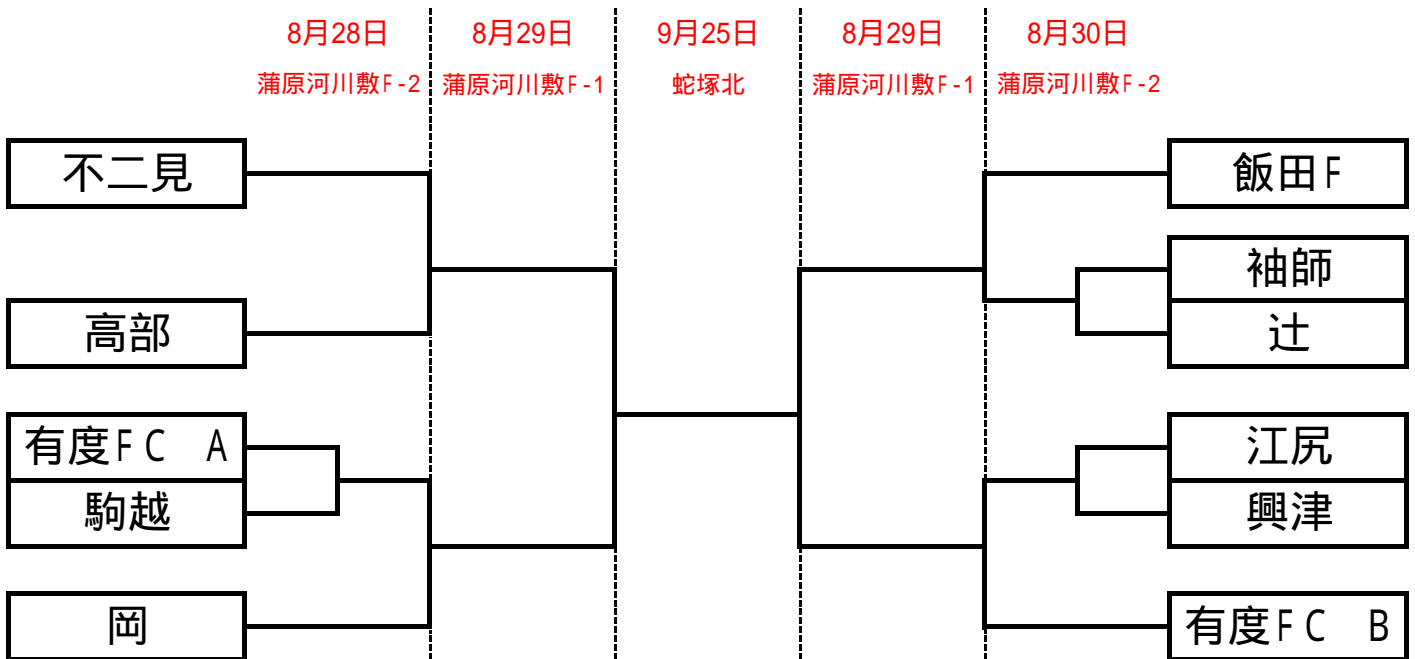 8月28日 8月29日 9月25日 8月29日 8月30日
蒲原河川敷F-2 蒲原河川敷F-1 蛇塚北 蒲原河川敷F-1 蒲原河川敷F-2
不二見 飯田F
袖師
高部 辻
有度FC A 江尻
駒越 興津
岡 有度FC B